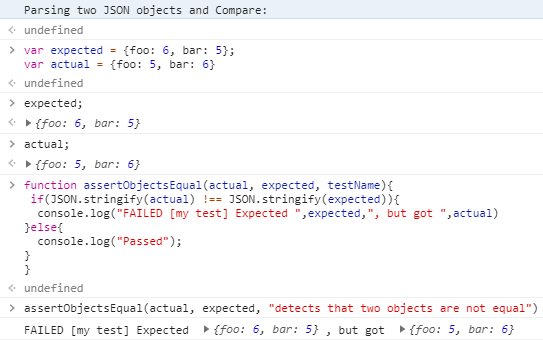 Parsing two JSON objects and Compare:
undefined
var expected = {foo: 6, bar: 5};
var actual = {foo: 5, bar: 6}
undefined
expected;
{foo: 6, bar: 5}
actual;
{foo: 5, bar: 6}
function assertObjectsEqual(actual, expected, testName){
if(JSON.stringify(actual) !== JSON.stringify(expected)){
console.log("FAILED [my test] Expected ",expected,", but got ",actual)
}else{
console.log("Passed");
}
}
undefined
assertObjectsEqual(actual, expected, "detects that two objects are not equal")
FAILED [my test] Expected {foo: 6, bar: 5} , but got {foo: 5, bar: 6}